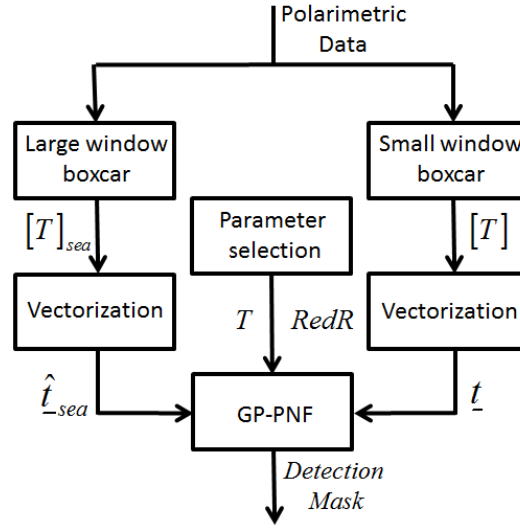 Polarimetric
Data
Large window
boxcar
Small window
boxcar
[T]sea
Parameter
selection
[T]
Vectorization
T RedR
Vectorization
t̲̂sea
GP-PNF
t̲
Detection
Mask